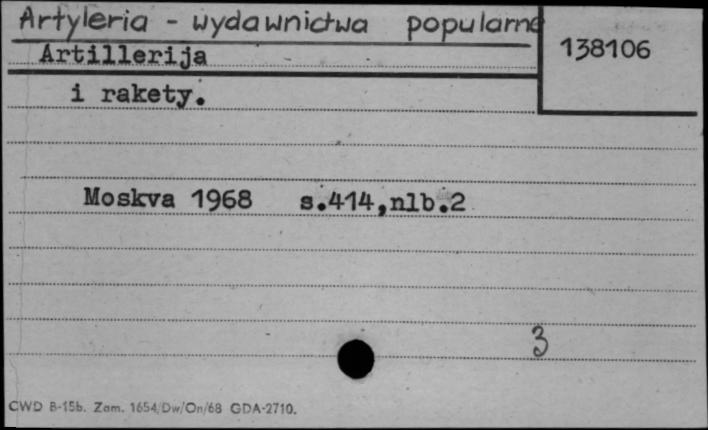 Artyleria - wydawnictwa popularne
138106
Artillerija
i rakety.
Moskva 1968 s.414,nlb.2
3
CWD B-15b. Zam. 1654/Dw/On/68 GDA-2710.